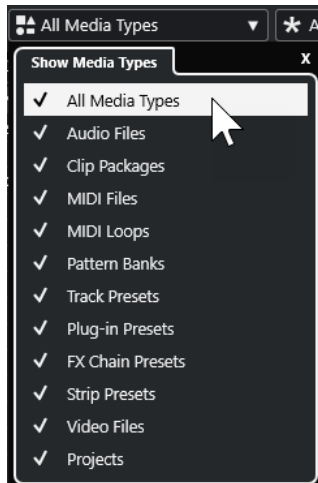 All Media Types
A
Show Media Types
x
All Media Types
Audio Files
Clip Packages
MIDI Files
MIDI Loops
Pattern Banks
Track Presets
Plug-in Presets
FX Chain Presets
Strip Presets
Video Files
Projects